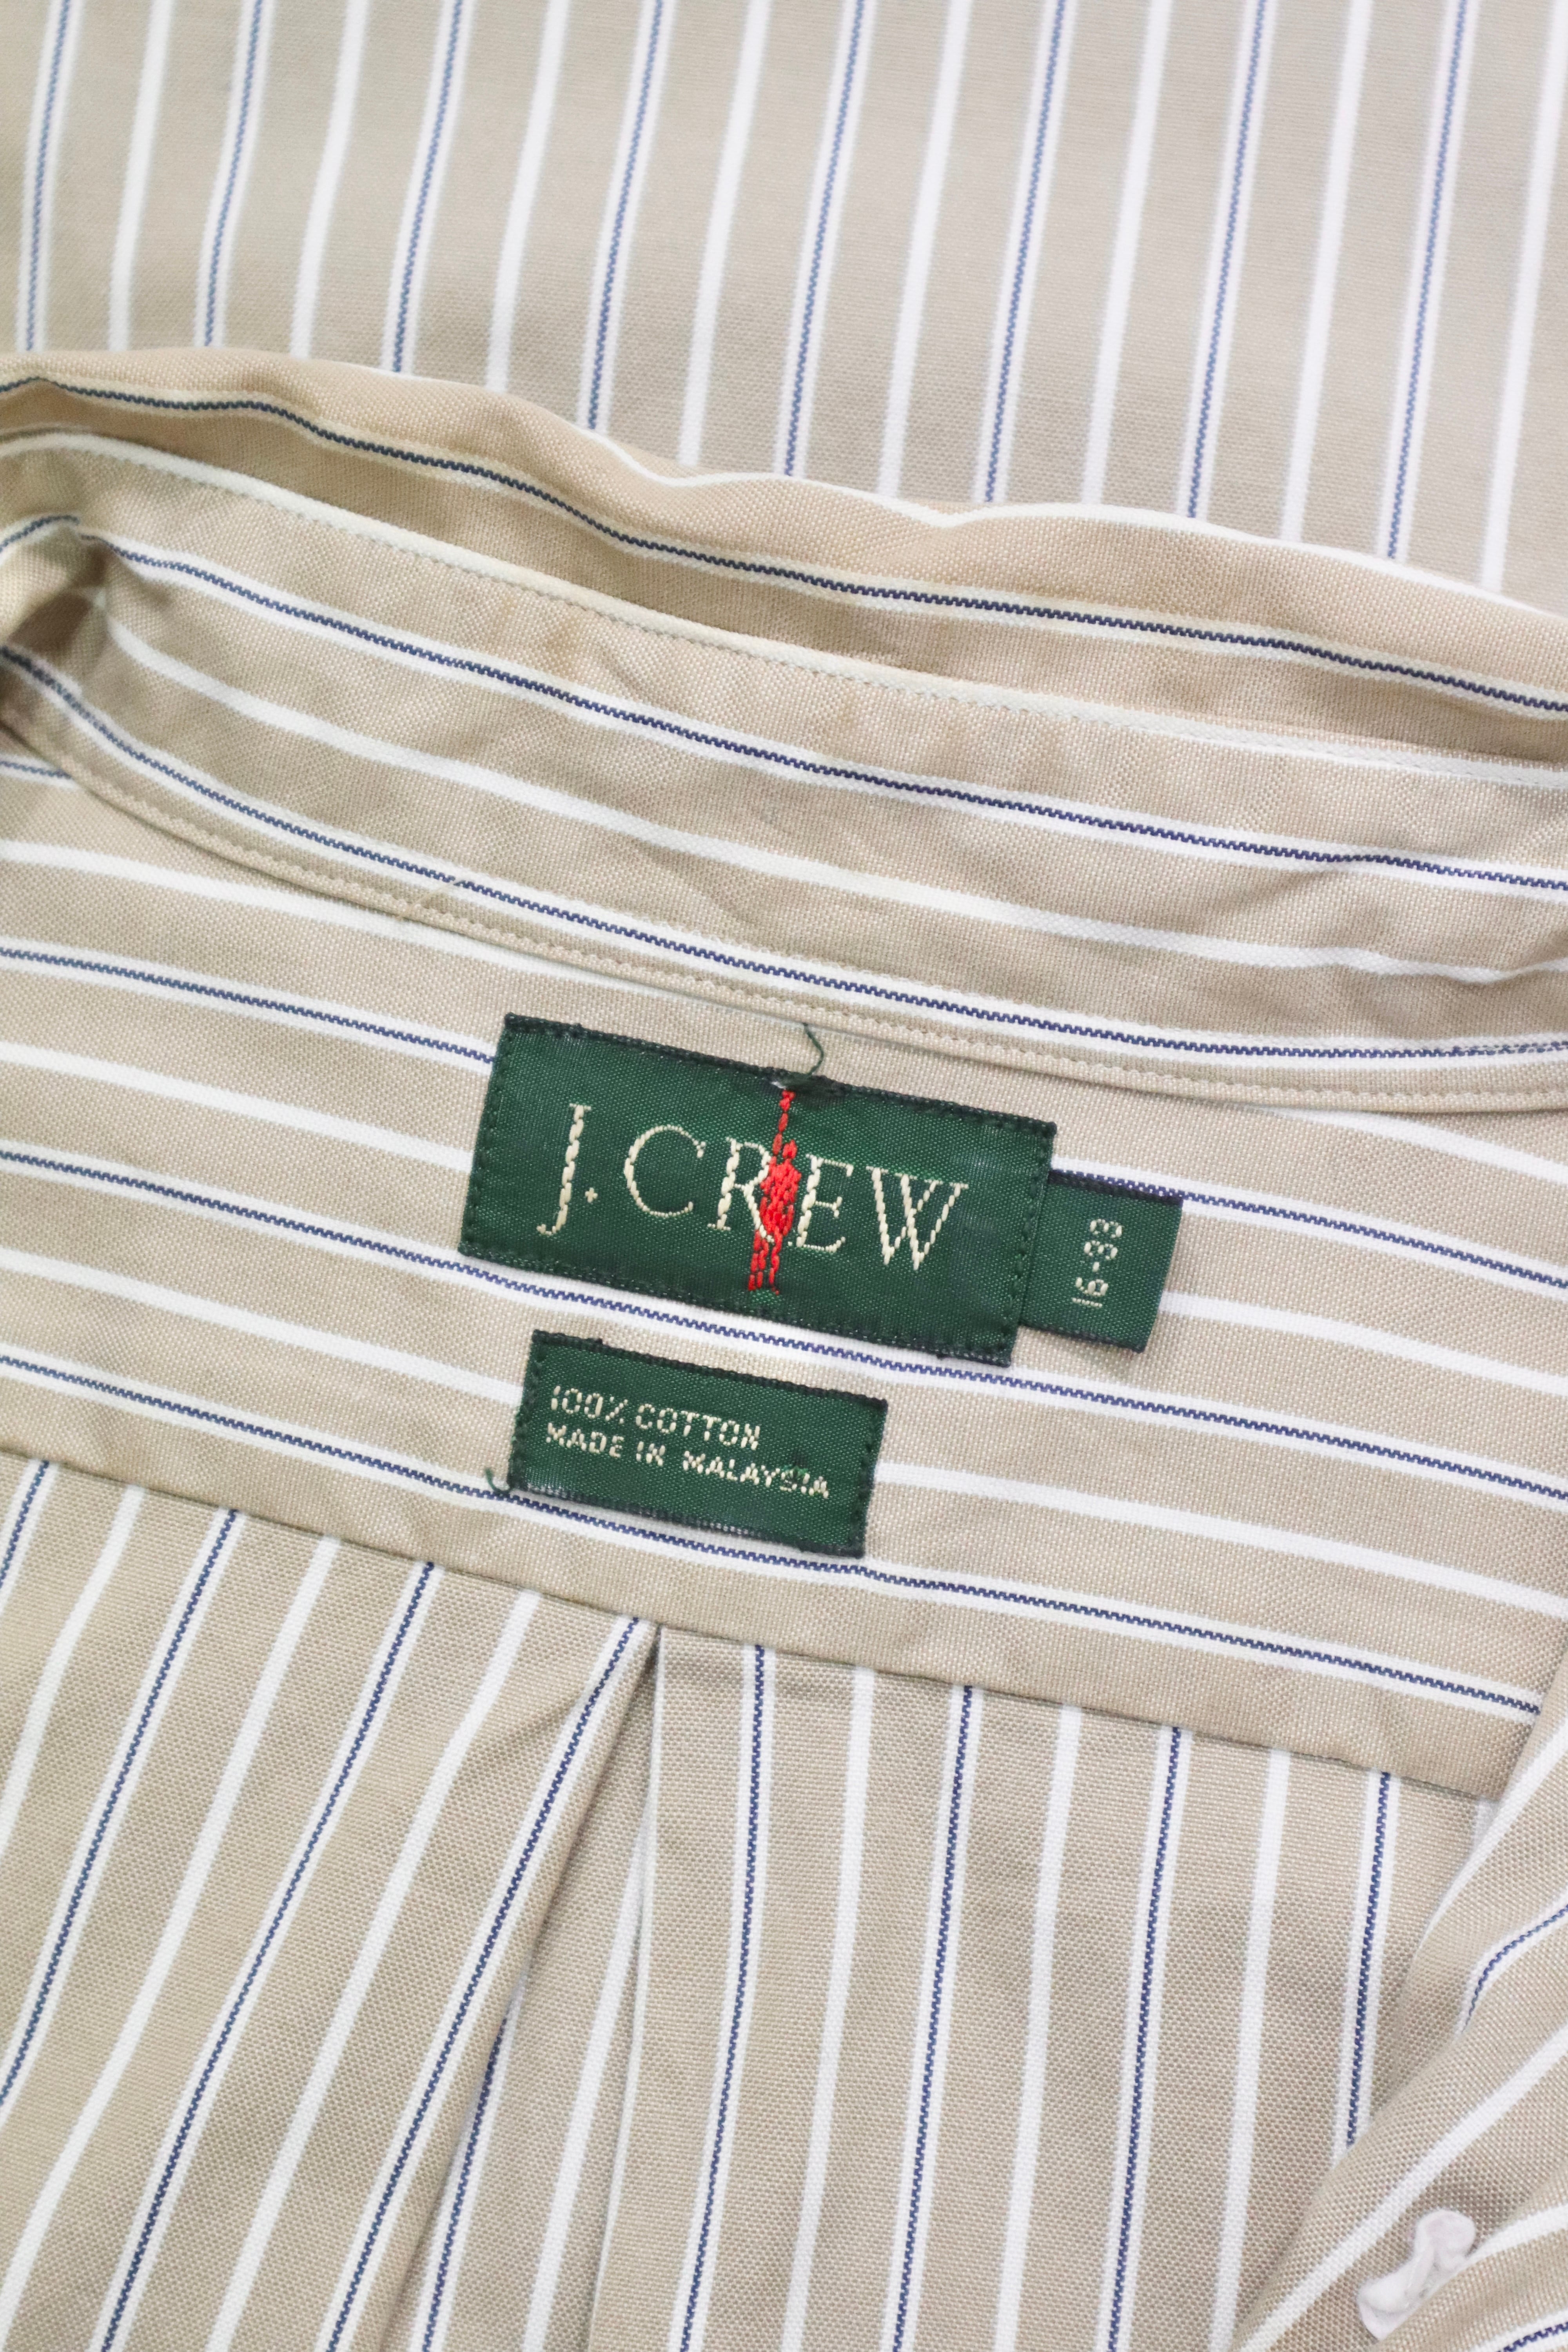 J.CREW
16-33
100% COTTON
MADE IN MALAYSIA